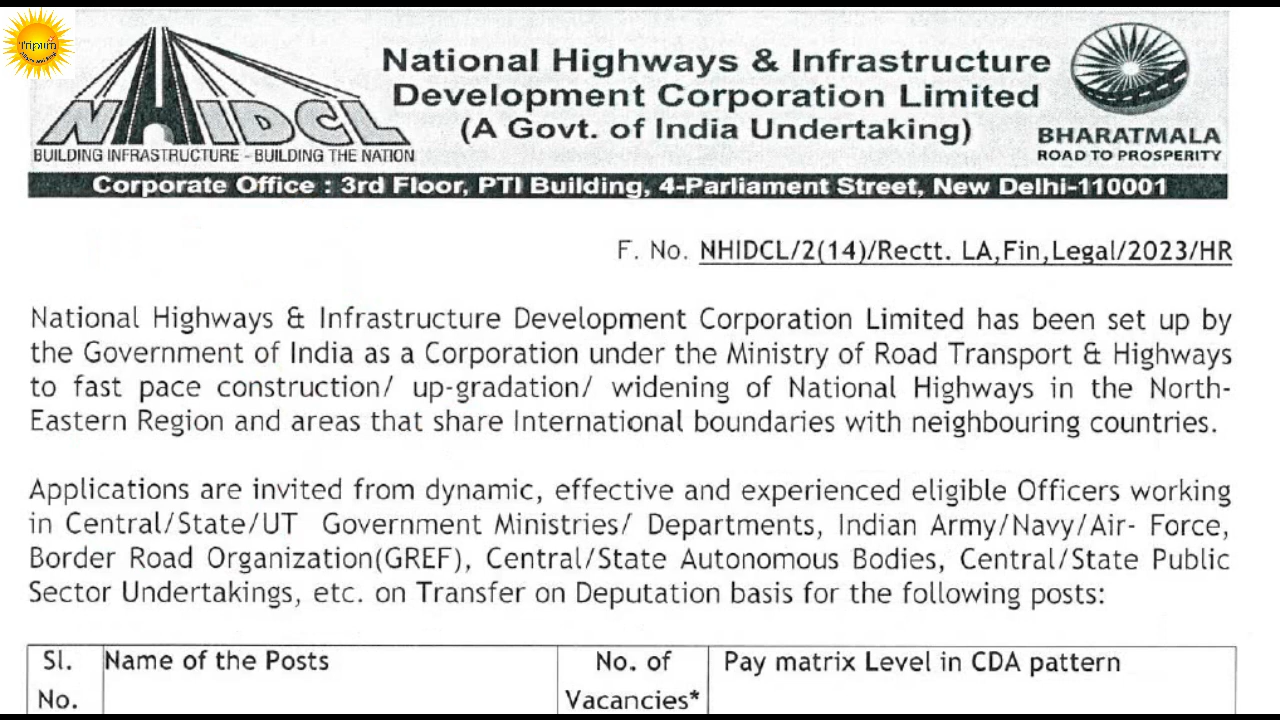 Tripura
NHIDCL
BUILDING INFRASTRUCTURE - BUILDING THE NATION
National Highways & Infrastructure
Development Corporation Limited
(A Govt. of India Undertaking)
BHARATMALA
ROAD TO PROSPERITY
Corporate Office : 3rd Floor, PTI Building, 4-Parliament Street, New Delhi-110001
F. No. NHIDCL/2(14)/Rectt. LA,Fin,Legal/2023/HR
National Highways & Infrastructure Development Corporation Limited has been set up by
the Government of India as a Corporation under the Ministry of Road Transport & Highways
to fast pace construction/ up-gradation/ widening of National Highways in the North-
Eastern Region and areas that share International boundaries with neighbouring countries.
Applications are invited from dynamic, effective and experienced eligible Officers working
in Central/State/UT Government Ministries/ Departments, Indian Army/Navy/Air- Force,
Border Road Organization(GREF), Central/State Autonomous Bodies, Central/State Public
Sector Undertakings, etc. on Transfer on Deputation basis for the following posts:
Sl. Name of the Posts No. of Pay matrix Level in CDA pattern
No. Vacancies*